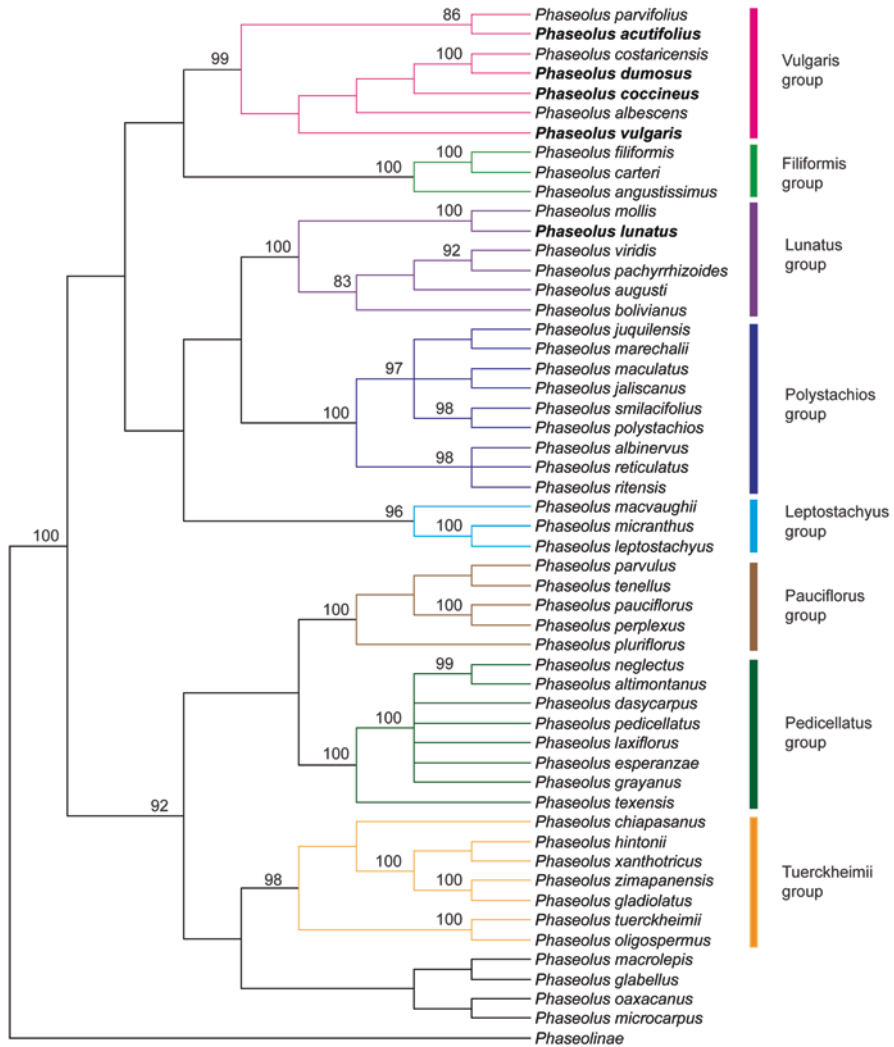 86
Phaseolus parvifolius
Phaseolus acutifolius
99
100
Phaseolus costaricensis
Phaseolus dumosus
Phaseolus coccineus
Phaseolus albescens
Phaseolus vulgaris
Vulgaris
group
100
100
Phaseolus filiformis
Phaseolus carteri
Phaseolus angustissimus
Filiformis
group
100
100
Phaseolus mollis
Phaseolus lunatus
92
83
Phaseolus viridis
Phaseolus pachyrrhizoides
Phaseolus augusti
Phaseolus bolivianus
Lunatus
group
Phaseolus juquilensis
Phaseolus marechalii
97
Phaseolus maculatus
Phaseolus jaliscanus
100
98
Phaseolus smilacifolius
Phaseolus polystachios
98
Phaseolus albinervus
Phaseolus reticulatus
Phaseolus ritensis
Polystachios
group
96
Phaseolus macvaughii
100
Phaseolus micranthus
Phaseolus leptostachyus
Leptostachyus
group
100
Phaseolus parvulus
Phaseolus tenellus
100
100
Phaseolus pauciflorus
Phaseolus perplexus
Phaseolus pluriflorus
Pauciflorus
group
99
Phaseolus neglectus
Phaseolus altimontanus
Phaseolus dasycarpus
100
Phaseolus pedicellatus
Phaseolus laxiflorus
100
Phaseolus esperanzae
Phaseolus grayanus
Phaseolus texensis
Pedicellatus
group
92
Phaseolus chiapasanus
Phaseolus hintonii
100
Phaseolus xanthotricus
98
100
Phaseolus zimapanensis
Phaseolus gladiolatus
100
Phaseolus tuerckheimii
Phaseolus oligospermus
Tuerckheimii
group
Phaseolus macrolepis
Phaseolus glabellus
Phaseolus oaxacanus
Phaseolus microcarpus
Phaseolinae